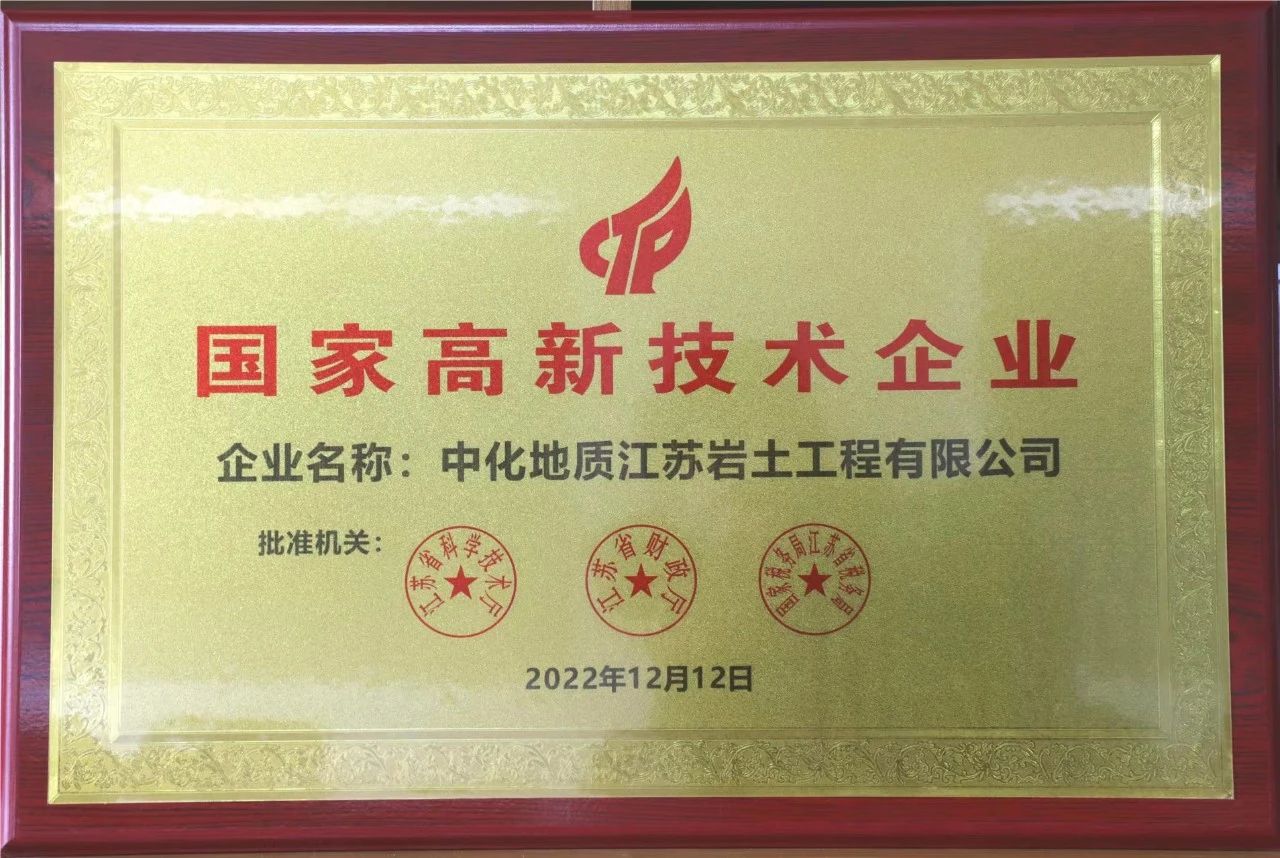 CTP
国家高新技术企业
企业名称：中化地质江苏岩土工程有限公司
批准机关：
江苏省科学技术厅
江苏省财政厅
国家税务局江苏省税务局
2022年12月12日